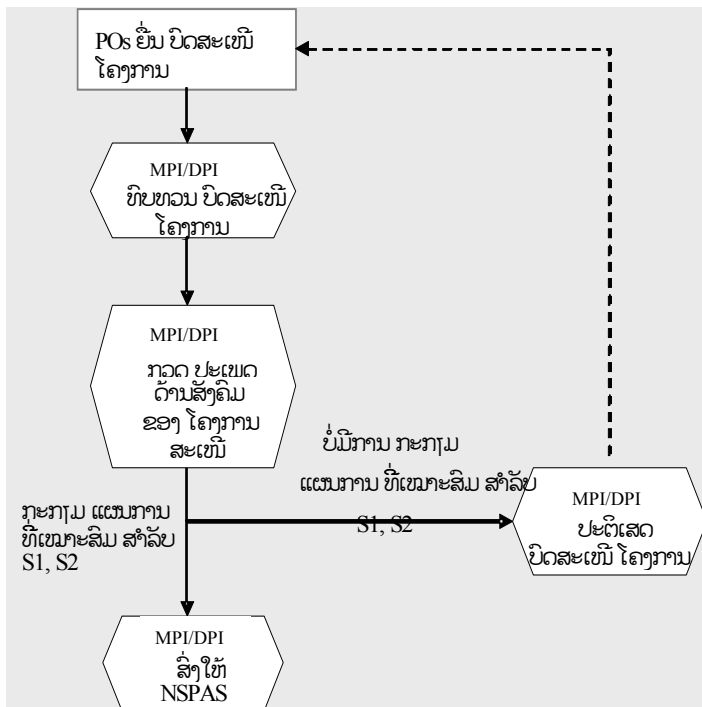 POs ຍື່ນ ບົດສະເໜີ
ໂຄງການ
MPI/DPI
ທົບທວນ ບົດສະເໜີ
ໂຄງການ
MPI/DPI
ກວດ ປະເພດ
ດ້ານສັງຄົມ
ຂອງ ໂຄງການ
ສະເໜີ
ບໍ່ມີການ ກະກຽມ
ແຜນການ ທີ່ເໝາະສົມ ສຳລັບ
S1, S2
ກະກຽມ ແຜນການ
ທີ່ເໝາະສົມ ສຳລັບ
S1, S2
MPI/DPI
ປະຕິເສດ
ບົດສະເໜີ ໂຄງການ
MPI/DPI
ສົ່ງໃຫ້
NSPAS